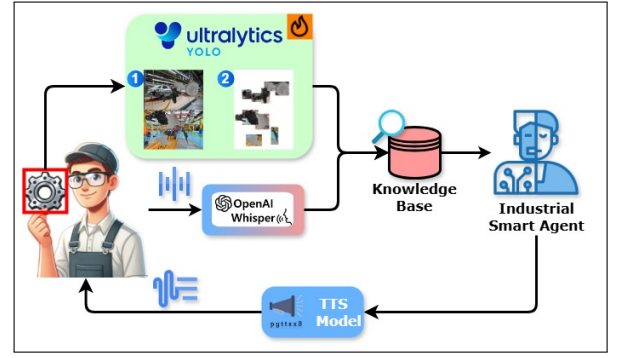 ultralytics
YOLO
1
2
OpenAI
Whisper
Knowledge
Base
Industrial
Smart Agent
TTS
Model
pyttsx3